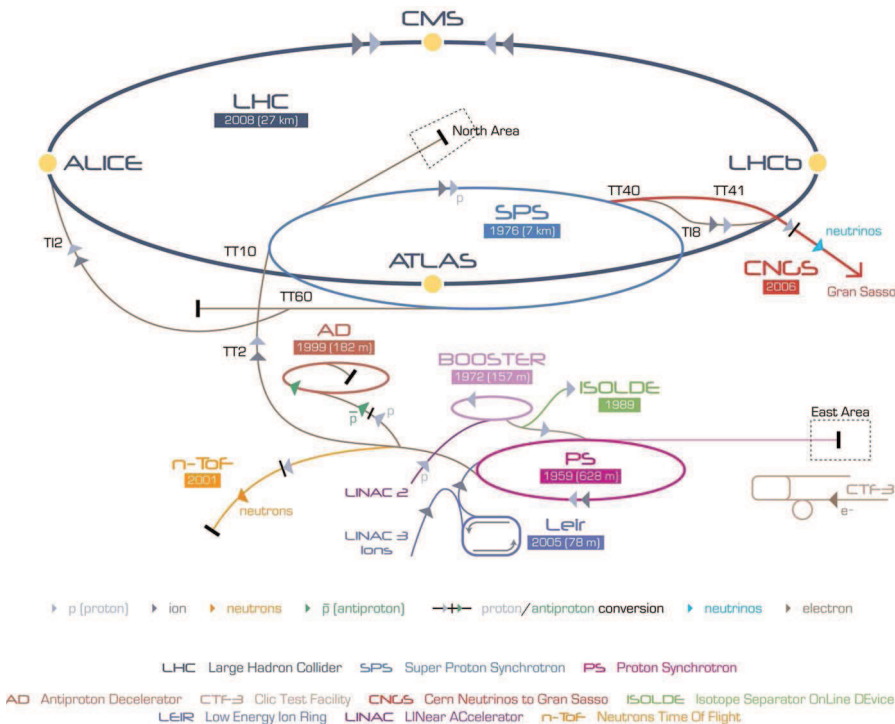 CMS
LHC
2008 (27 km)
North Area
ALICE
LHCb
p
SPS
1976 (7 km)
TT40
TT41
TI8
neutrinos
TI2
TT10
ATLAS
CNGS
2006
Gran Sasso
TT60
AD
1999 (182 m)
TT2
BOOSTER
1972 (157 m)
ISOLDE
1989
p̄
p
East Area
n-ToF
2001
LINAC 2
p
PS
1959 (628 m)
neutrons
CTF3
e-
LINAC 3
Ions
Leir
2005 (78 m)
p (proton) ion neutrons p̄ (antiproton) proton/antiproton conversion neutrinos electron
LHC Large Hadron Collider SPS Super Proton Synchrotron PS Proton Synchrotron
AD Antiproton Decelerator CTF-3 Clic Test Facility CNGS Cern Neutrinos to Gran Sasso ISOLDE Isotope Separator OnLine DEvice
LEIR Low Energy Ion Ring LINAC LINear ACcelerator n-ToF Neutrons Time Of Flight